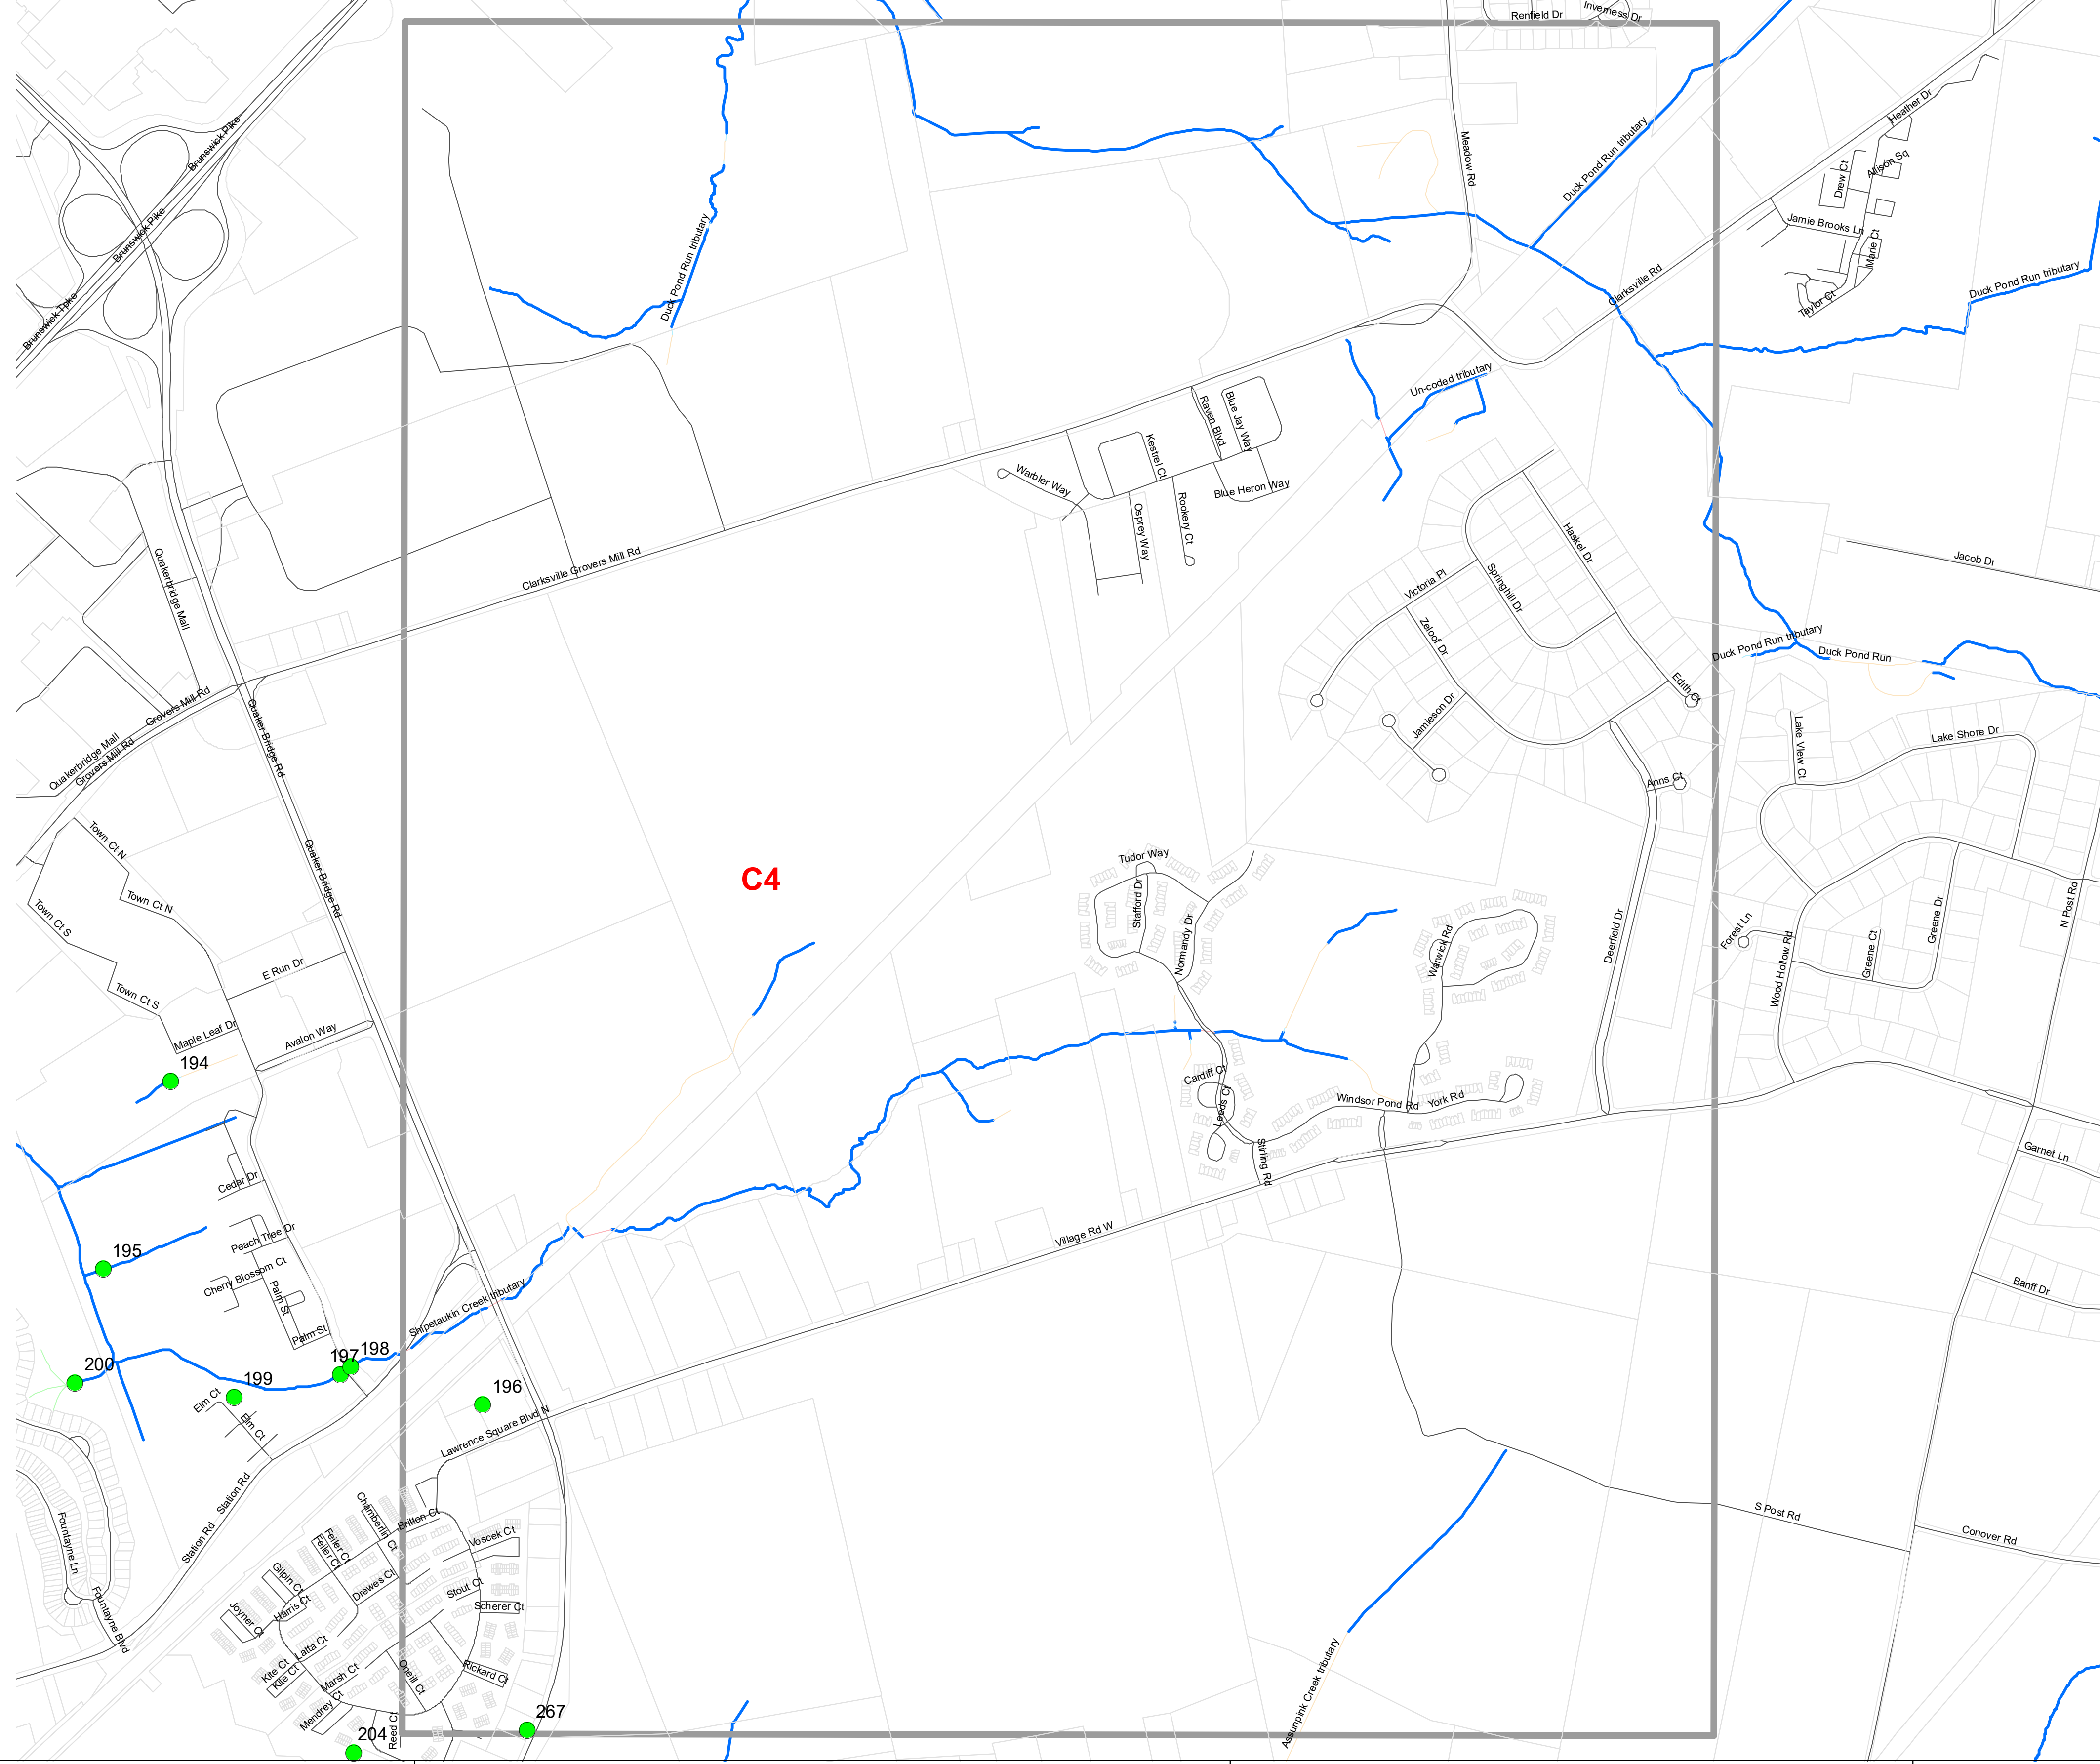 Renfield Dr
Inverness Dr
Brunswick Pike
Heather Dr
Meadow Rd
Duck Pond Run tributary
Allison Sq
Drew Ct
Brunswick Pike
Jamie Brooks Ln
Marie Ct
Duck Pond Run tributary
Clarksville Rd
Duck Pond Run tributary
Taylor Ct
Brunswick Tpke
Un-coded tributary
Raven Blvd
Blue Jay Way
Kestrel Ct
Warbler Way
Blue Heron Way
Rookery Ct
Osprey Way
Haskel Dr
Clarksville Grovers Mill Rd
Quakerbridge Mall
Jacob Dr
Victoria Pl
Springhill Dr
Zeloof Dr
Duck Pond Run tributary
Duck Pond Run
Edith Ct
Grovers Mill Rd
Jamieson Dr
Quaker Bridge Rd
Lake View Ct
Lake Shore Dr
Quakerbridge Mall
Grovers Mill Rd
Anns Ct
Town Ct N
Quaker Bridge Rd
C4
Tudor Way
Stafford Dr
Normandy Dr
Warwick Rd
Deerfield Dr
Forest Ln
Wood Hollow Rd
Greene Ct
Greene Dr
N Post Rd
Town Ct N
Town Ct S
E Run Dr
Town Ct S
Maple Leaf Dr
Avalon Way
194
Cardiff Ct
Leeds Ct
Windsor Pond Rd
York Rd
Stirling Rd
Garnet Ln
Cedar Dr
Village Rd W
Peach Tree Dr
195
Cherry Blossom Ct
Palm St
Banff Dr
Shipetaukin Creek tributary
Palm St
198
197
200
199
196
Elm Ct
Elm Ct
Lawrence Square Blvd N
Station Rd
S Post Rd
Conover Rd
Chamberlin Ct
Britton Ct
Voscek Ct
Fountayne Ln
Station Rd
Feiler Ct
Feiler Ct
Gilpin Ct
Drewes Ct
Stout Ct
Scherer Ct
Harris Ct
Joyner Ct
Fountayne Blvd
Latta Ct
Kite Ct
Kite Ct
Marsh Ct
Oneill Ct
Rickard Ct
Assunpink Creek tributary
Mendrey Ct
Reed Ct
267
204